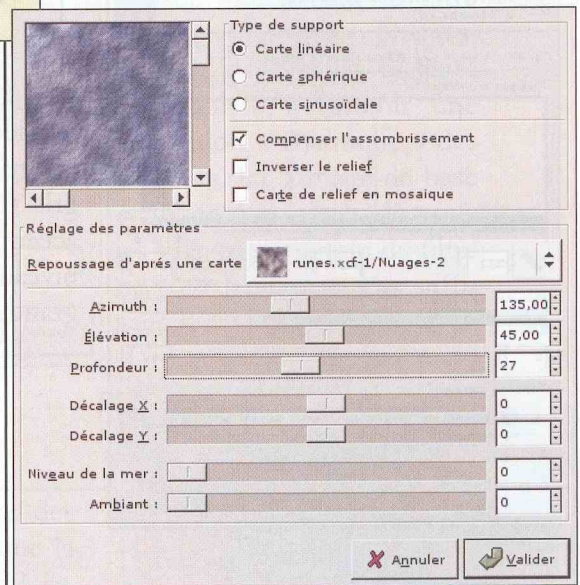 Type de support
Carte linéaire
Carte sphérique
Carte sinusoïdale
Compenser l'assombrissement
Inverser le relief
Carte de relief en mosaique
Réglage des paramètres
Repoussage d'aprés une carte runes.xcf-1/Nuages-2
Azimuth : 135,00
Élévation : 45,00
Profondeur : 27
Décalage X : 0
Décalage Y : 0
Niveau de la mer : 0
Ambiant : 0
Annuler Valider